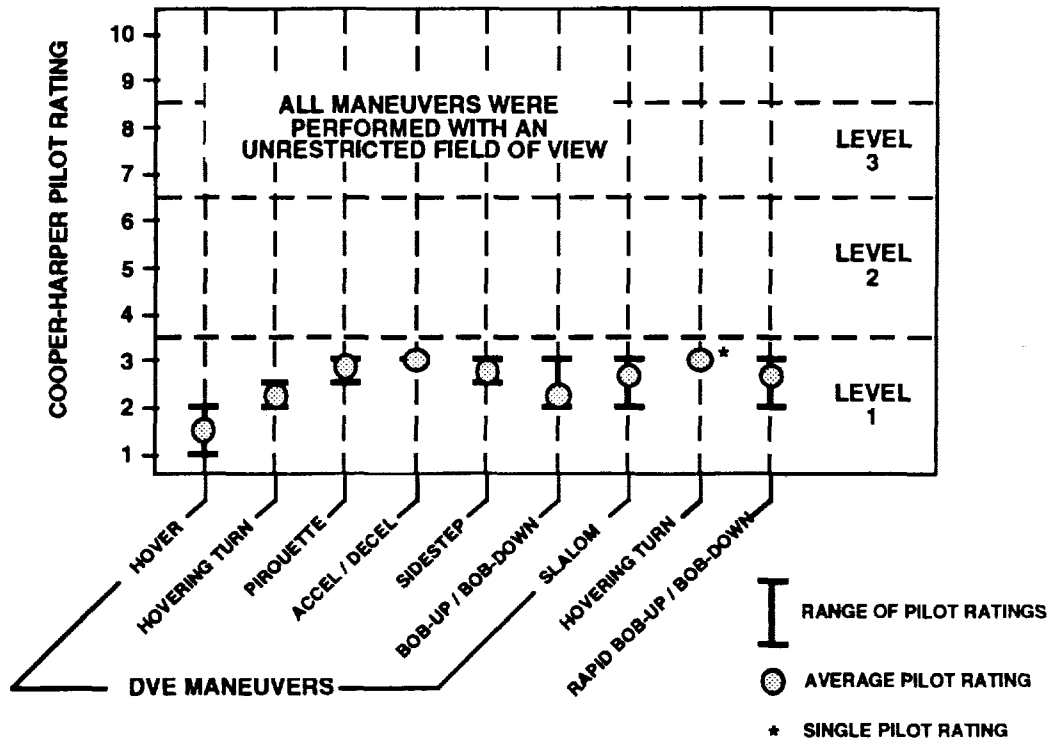 COOPER-HARPER PILOT RATING
10
9
8
7
6
5
4
3
2
1
ALL MANEUVERS WERE
PERFORMED WITH AN
UNRESTRICTED FIELD OF VIEW
LEVEL
3
LEVEL
2
LEVEL
1
*
HOVER
HOVERING TURN
PIROUETTE
ACCEL / DECEL
SIDESTEP
BOB-UP / BOB-DOWN
SLALOM
HOVERING TURN
RAPID BOB-UP / BOB-DOWN
DVE MANEUVERS
RANGE OF PILOT RATINGS
AVERAGE PILOT RATING
* SINGLE PILOT RATING